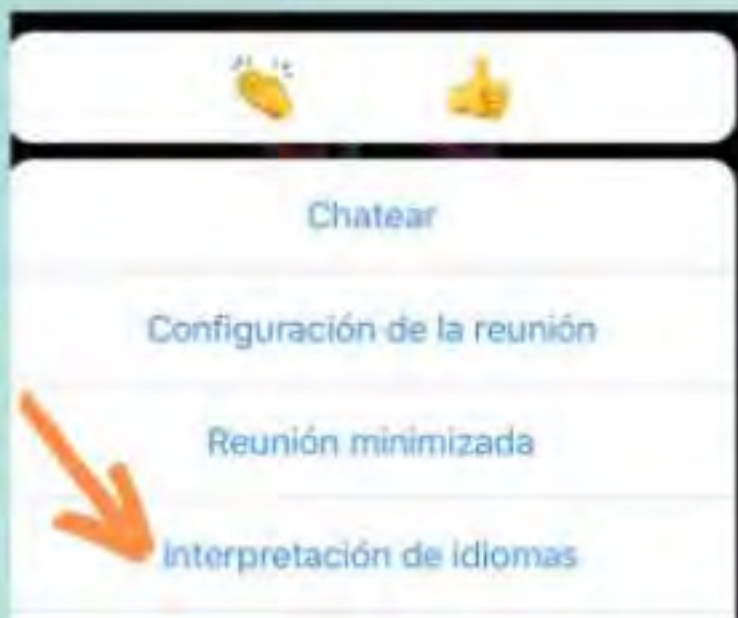 Chatear
Configuración de la reunión
Reunión minimizada
Interpretación de idiomas